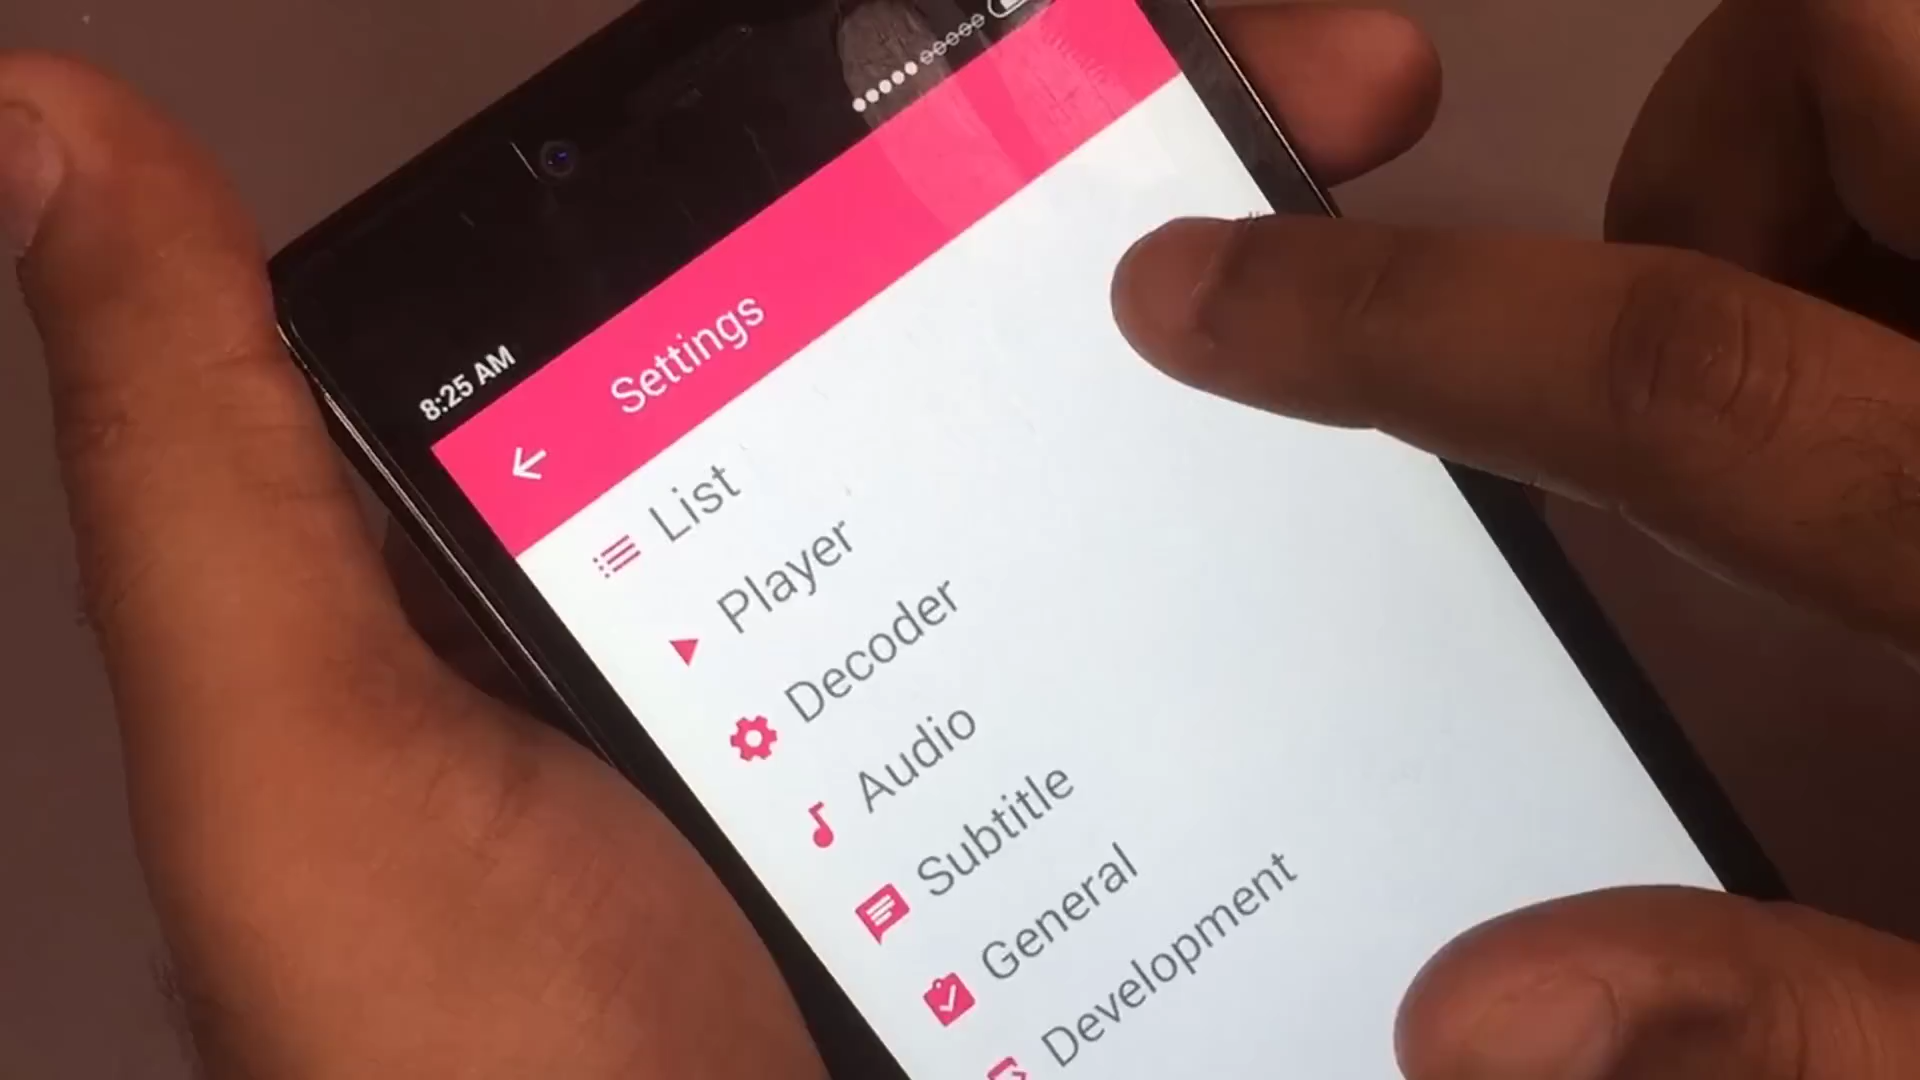 8:25 AM
Settings
List
Player
Decoder
Audio
Subtitle
General
Development